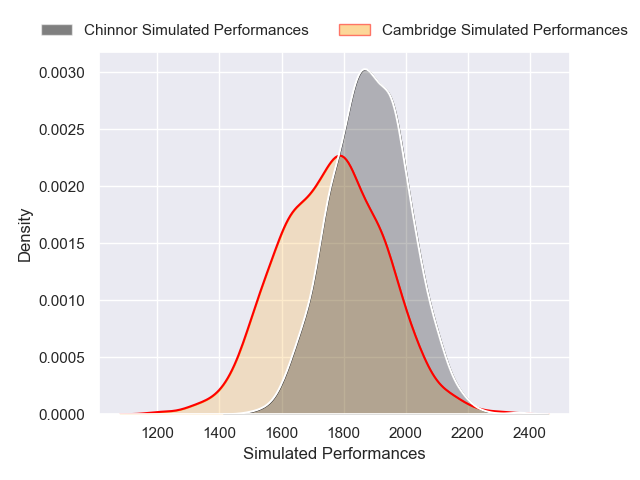 Chinnor Simulated Performances Cambridge Simulated Performances
0.0030
0.0025
0.0020
0.0015
0.0010
0.0005
0.0000
Density
1200 1400 1600 1800 2000 2200 2400
Simulated Performances